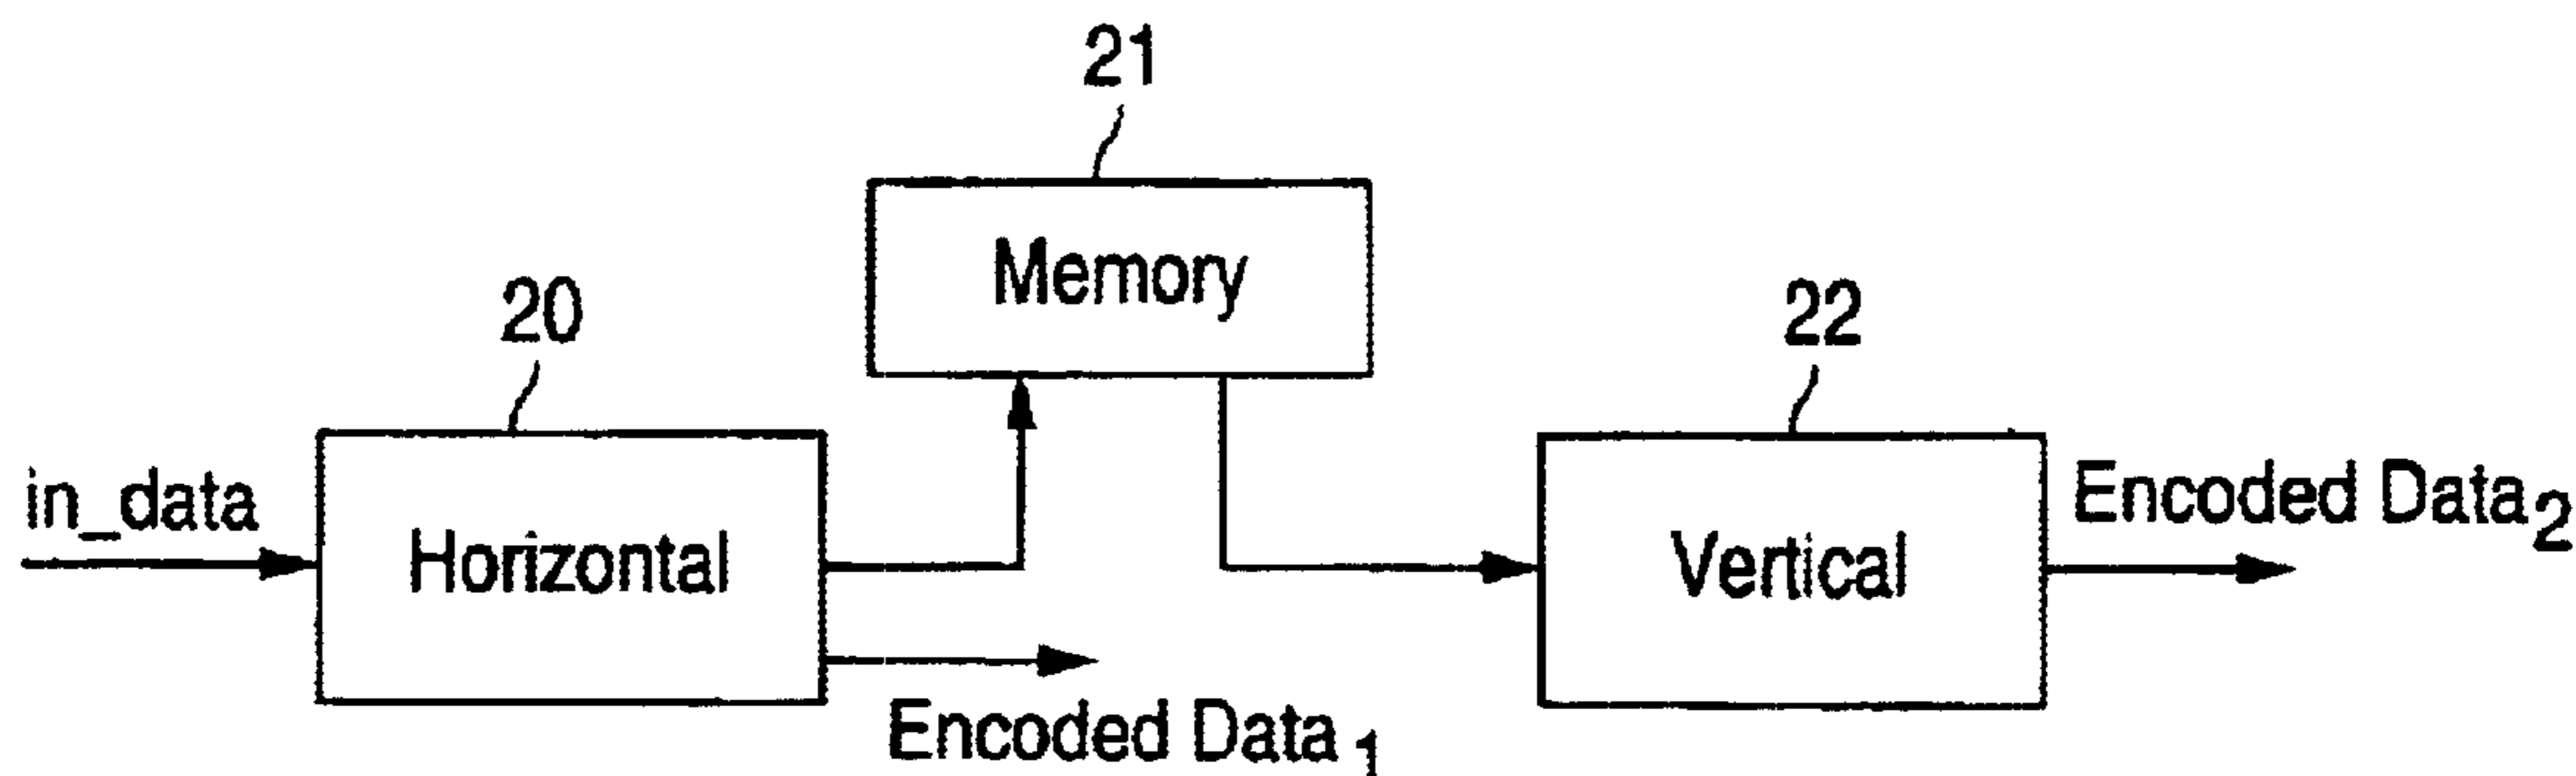 21
Memory
20
22
in_data
Horizontal
Vertical
Encoded Data2
Encoded Data 1